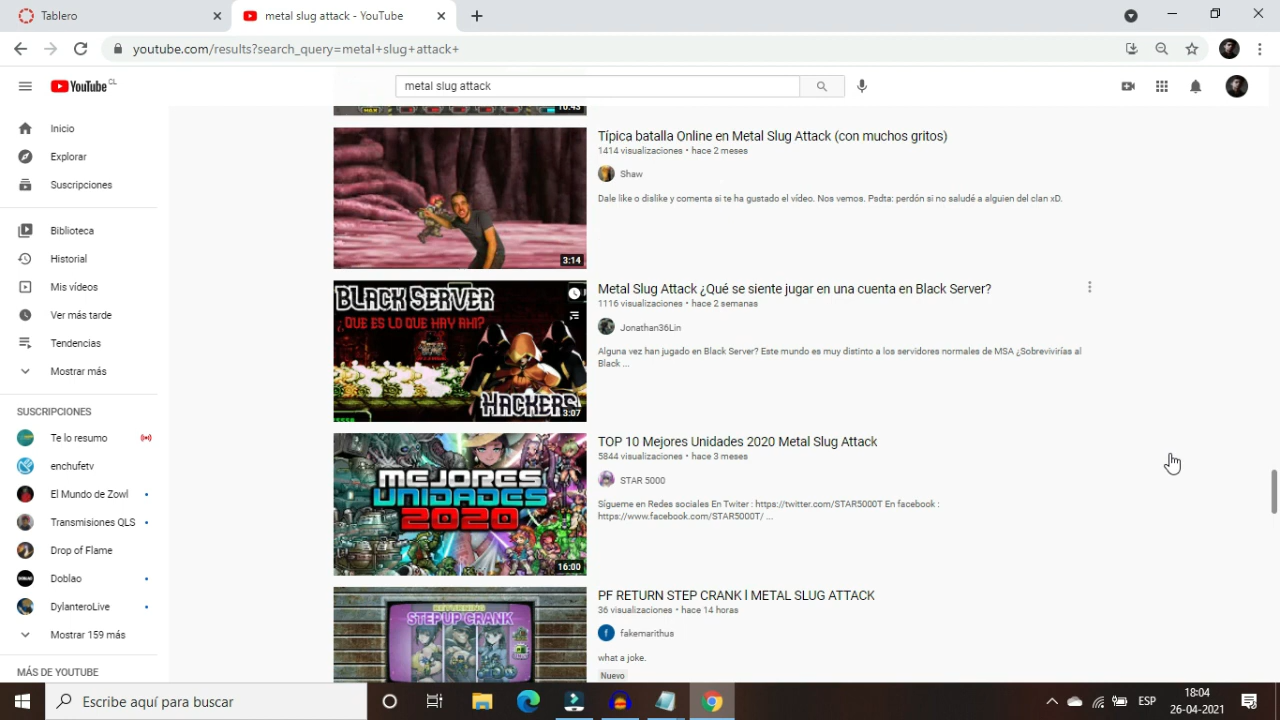 Tablero
metal slug attack - YouTube
youtube.com/results?search_query=metal+slug+attack+
YouTube CL
metal slug attack
Inicio
Explorar
Suscripciones
Biblioteca
Historial
Mis vídeos
Ver más tarde
Tendencias
Mostrar más
SUSCRIPCIONES
Te lo resumo
enchufetv
El Mundo de Zowl
Transmisiones QLS
Drop of Flame
Doblao
DylanteroLive
Mostrar 159 más
MÁS DE YOUTUBE
10:43
3:14
Típica batalla Online en Metal Slug Attack (con muchos gritos)
1414 visualizaciones • hace 2 meses
Shaw
Dale like o dislike y comenta si te ha gustado el vídeo. Nos vemos. Psdta: perdón si no saludé a alguien del clan xD.
BLACK SERVER
¿QUE ES LO QUE HAY AHI?
HACKERS
3:07
Metal Slug Attack ¿Qué se siente jugar en una cuenta en Black Server?
1116 visualizaciones • hace 2 semanas
Jonathan36Lin
Alguna vez han jugado en Black Server? Este mundo es muy distinto a los servidores normales de MSA ¿Sobrevivirías al
Black ...
MEJORES
UNIDADES
2020
16:00
TOP 10 Mejores Unidades 2020 Metal Slug Attack
5844 visualizaciones • hace 3 meses
STAR 5000
Sígueme en Redes sociales En Twiter : https://twitter.com/STAR5000T En facebook :
https://www.facebook.com/STAR5000T/ ...
STEP UP CRANK
PF RETURN STEP CRANK l METAL SLUG ATTACK
36 visualizaciones • hace 14 horas
fakemarithus
what a joke.
Nuevo
Escribe aquí para buscar
ESP
18:04
26-04-2021